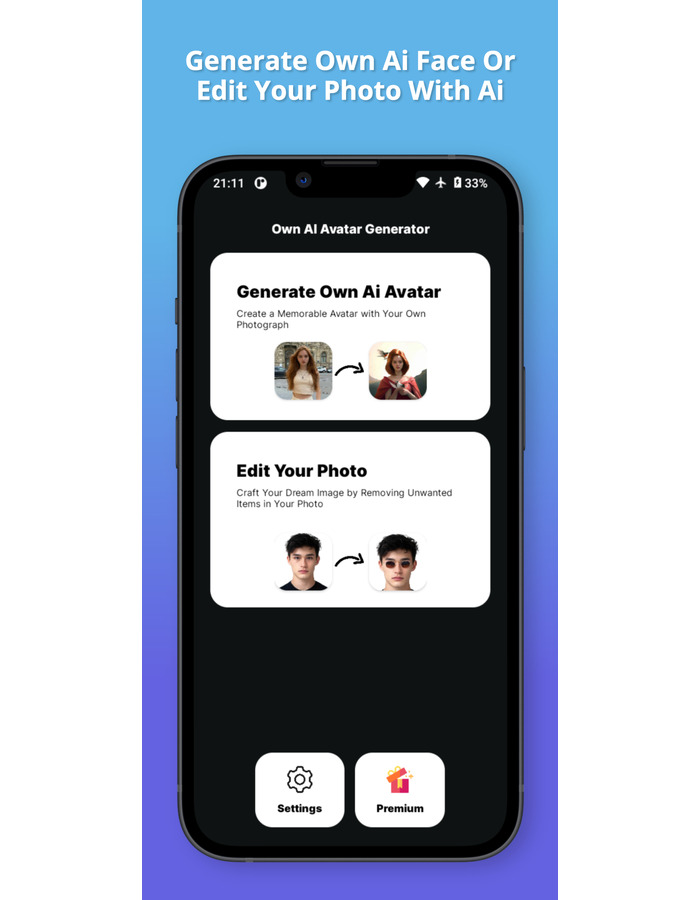 Generate Own Ai Face Or
Edit Your Photo With Ai
21:11
33%
Own AI Avatar Generator
Generate Own Ai Avatar
Create a Memorable Avatar with Your Own
Photograph
Edit Your Photo
Craft Your Dream Image by Removing Unwanted
Items in Your Photo
Settings
Premium